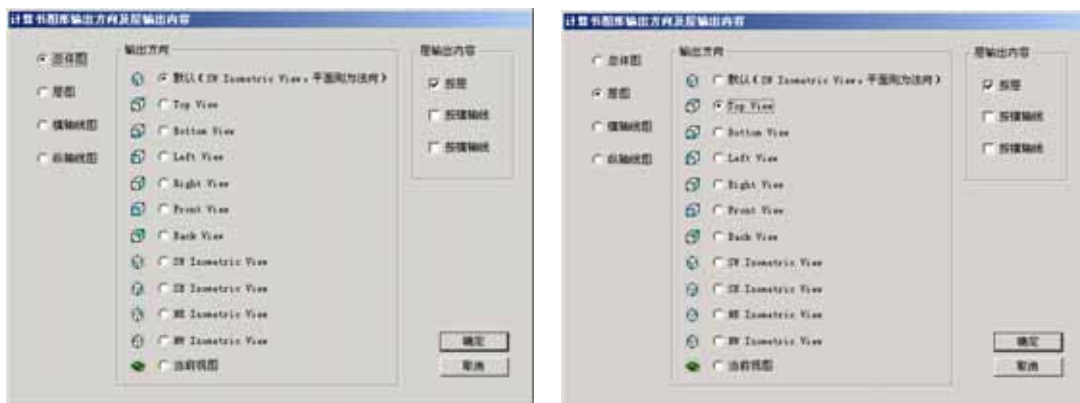 计算书图形输出方向及层输出内容
总体图
层图
横轴线图
纵轴线图
输出方向
默认(SW Isometric View,平面则为法向)
Top View
Bottom View
Left View
Right View
Front View
Back View
SW Isometric View
SE Isometric View
NE Isometric View
NW Isometric View
当前视图
层输出内容
按层
按横轴线
按横轴线
确定
取消
计算书图形输出方向及层输出内容
总体图
层图
横轴线图
纵轴线图
输出方向
默认(SW Isometric View,平面则为法向)
Top View
Bottom View
Left View
Right View
Front View
Back View
SW Isometric View
SE Isometric View
NE Isometric View
NW Isometric View
当前视图
层输出内容
按层
按横轴线
按横轴线
确定
取消